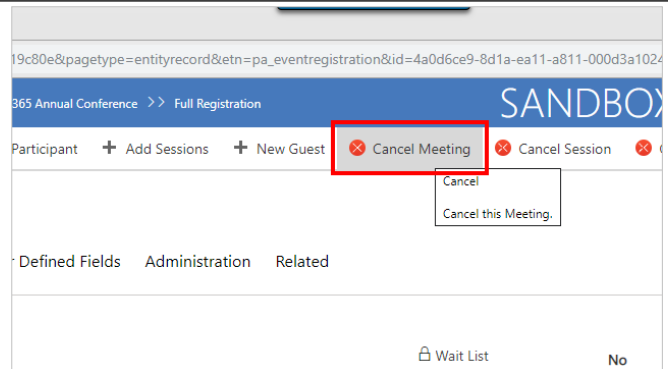 19c80e&pagetype=entityrecord&etn=pa_eventregistration&id=4a0d6ce9-8d1a-ea11-a811-000d3a1024
365 Annual Conference >> Full Registration SANDBOX
Participant + Add Sessions + New Guest Cancel Meeting Cancel Session
Cancel
Cancel this Meeting.
Defined Fields Administration Related
Wait List No